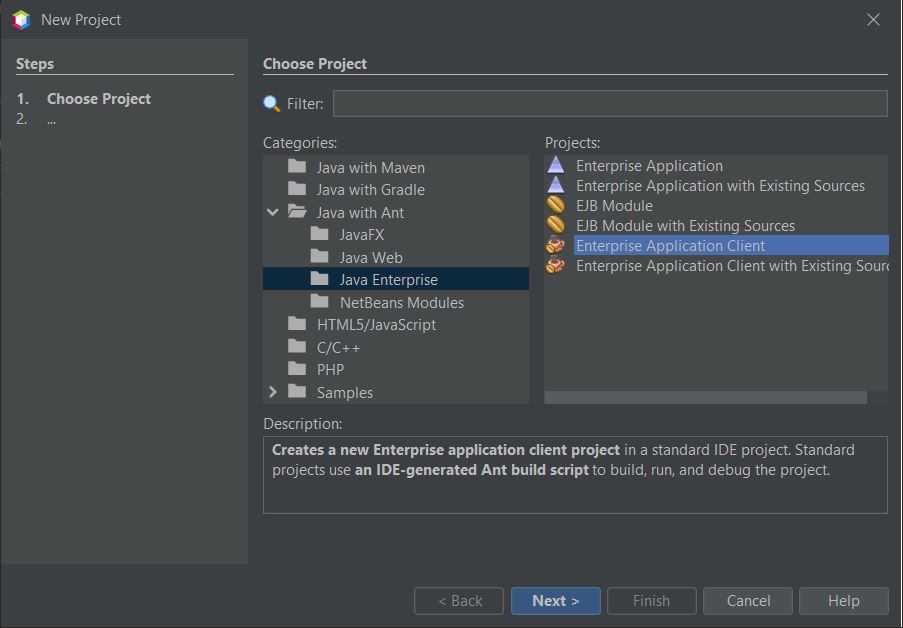 New Project
Steps
1. Choose Project
2. ...
Choose Project
Filter:
Categories:
Java with Maven
Java with Gradle
Java with Ant
JavaFX
Java Web
Java Enterprise
NetBeans Modules
HTML5/JavaScript
C/C++
PHP
Samples
Projects:
Enterprise Application
Enterprise Application with Existing Sources
EJB Module
EJB Module with Existing Sources
Enterprise Application Client
Enterprise Application Client with Existing Sourc
Description:
Creates a new Enterprise application client project in a standard IDE project. Standard
projects use an IDE-generated Ant build script to build, run, and debug the project.
< Back
Next >
Finish
Cancel
Help